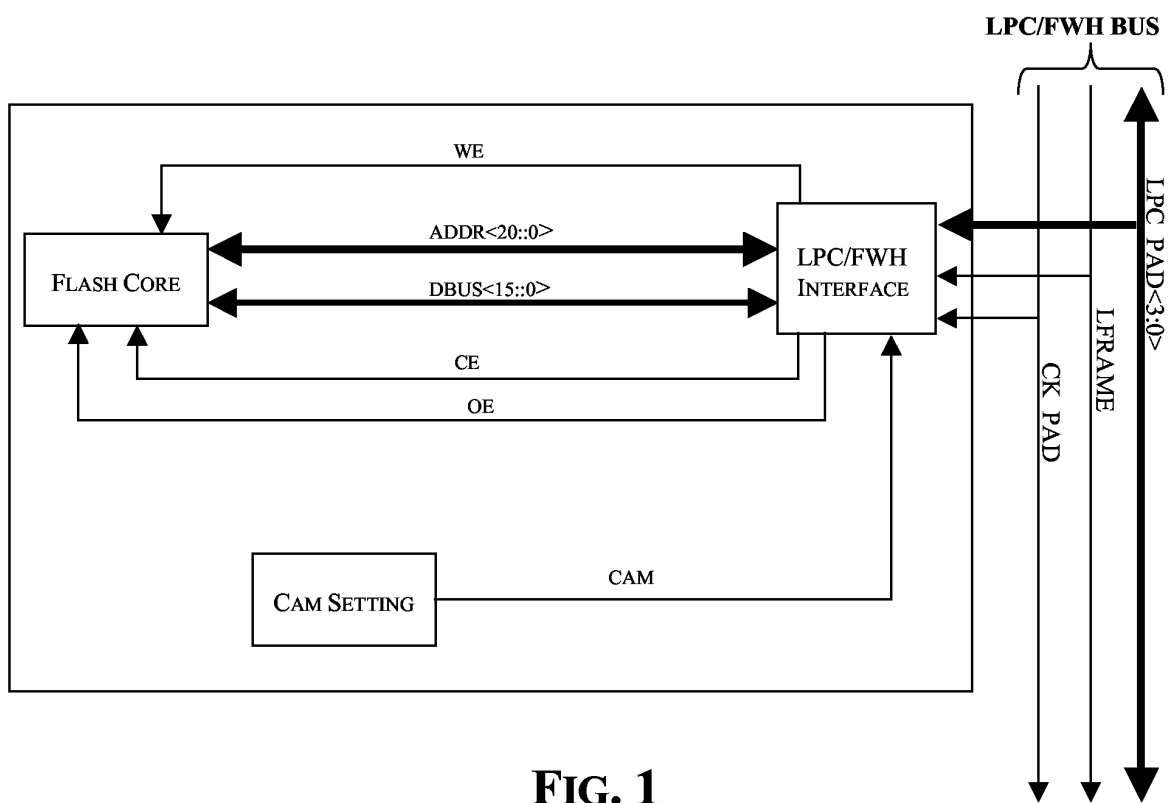 LPC/FWH BUS
WE
ADDR<20::0>
FLASH CORE
LPC/FWH
INTERFACE
DBUS<15::0>
CE
OE
LPC PAD<3:0>
LFRAME
CK PAD
CAM
CAM SETTING
FIG. 1